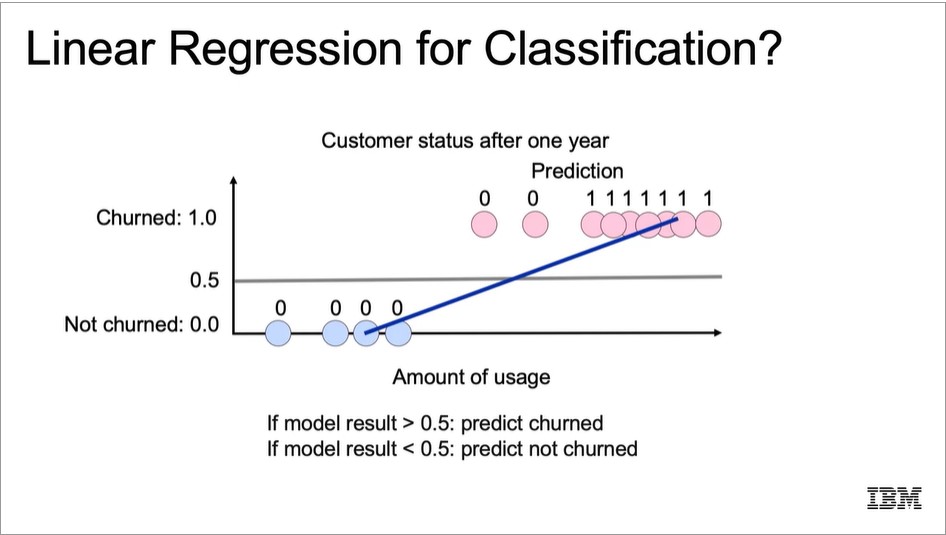 Linear Regression for Classification?
Customer status after one year
Prediction
0 0 1 1 1 1 1 1 1
Churned: 1.0
0.5
0 0 0 0
Not churned: 0.0
Amount of usage
If model result > 0.5: predict churned
If model result < 0.5: predict not churned
IBM